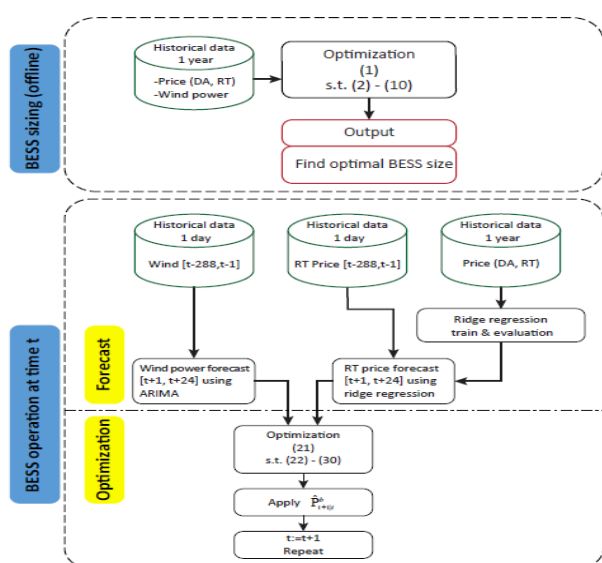 BESS sizing (offline)
Historical data
1 year
-Price (DA, RT)
-Wind power
Optimization
(1)
s.t. (2) - (10)
Output
Find optimal BESS size
BESS operation at time t
Forecast
Historical data
1 day
Wind [t-288,t-1]
Historical data
1 day
RT Price [t-288,t-1]
Historical data
1 year
Price (DA, RT)
Ridge regression
train & evaluation
Wind power forecast
[t+1, t+24] using
ARIMA
RT price forecast
[t+1, t+24] using
ridge regression
Optimization
Optimization
(21)
s.t. (22) - (30)
Apply
t:=t+1
Repeat